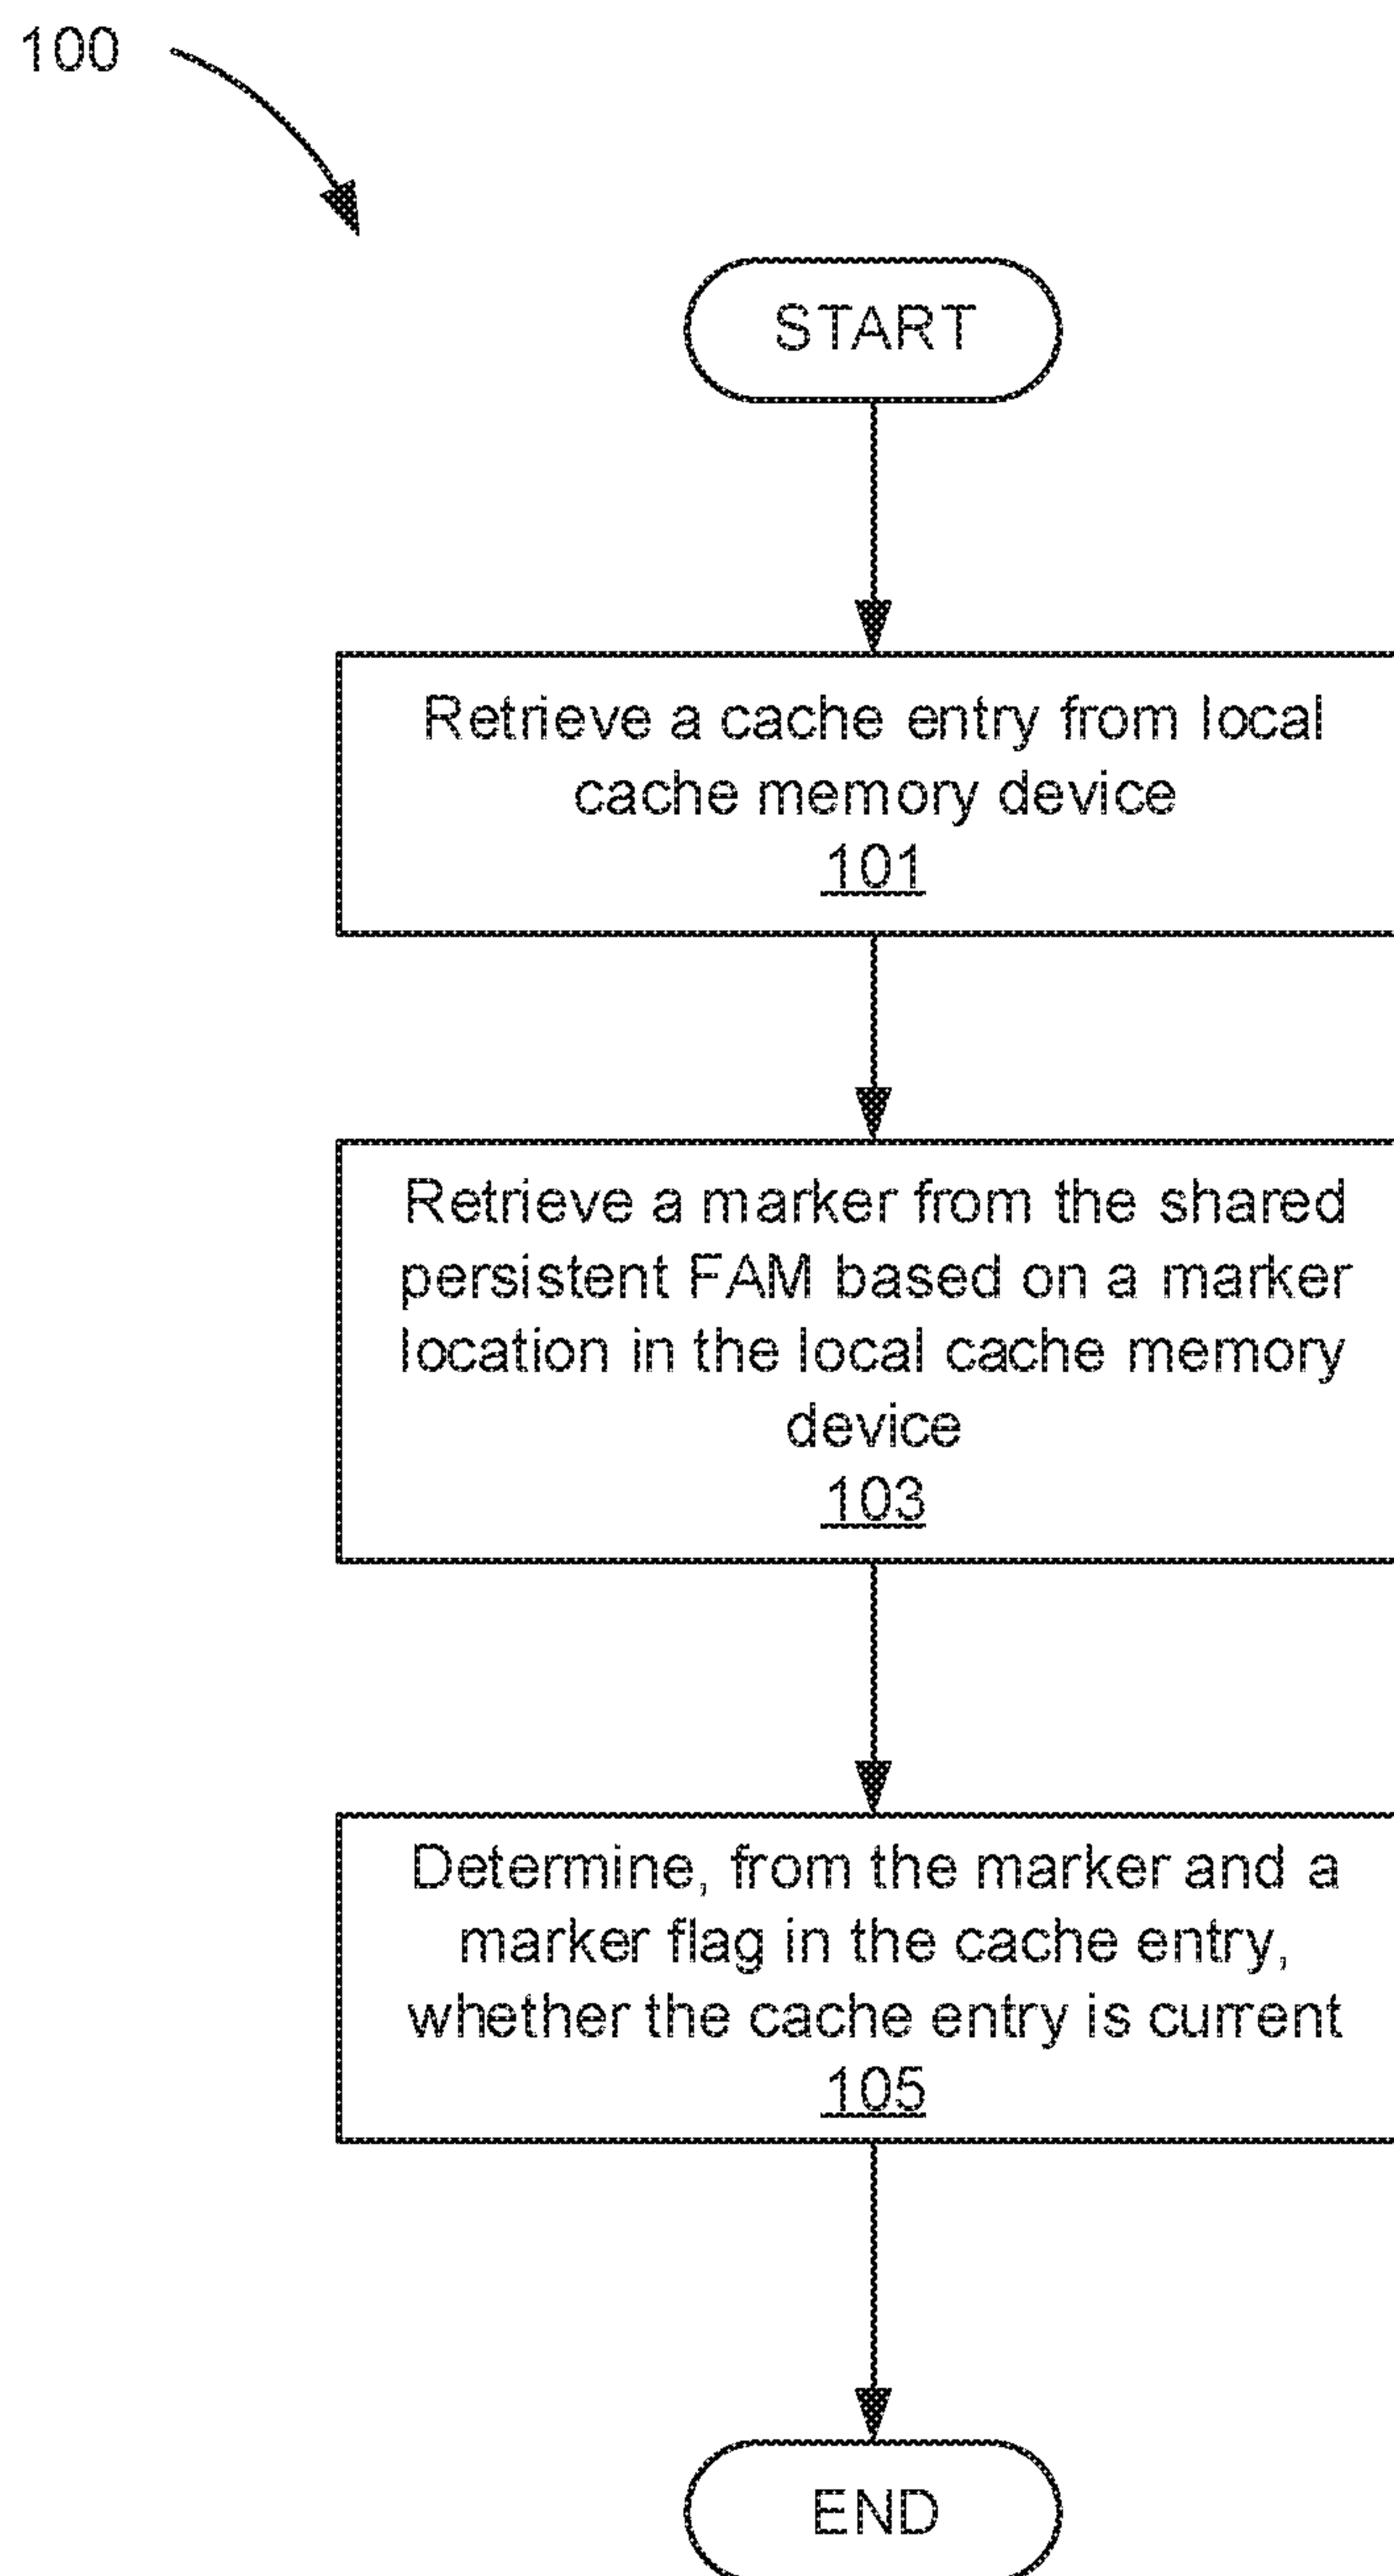 100
START
Retrieve a cache entry from local
cache memory device
101
Retrieve a marker from the shared
persistent FAM based on a marker
location in the local cache memory
device
103
Determine, from the marker and a
marker flag in the cache entry,
whether the cache entry is current
105
END